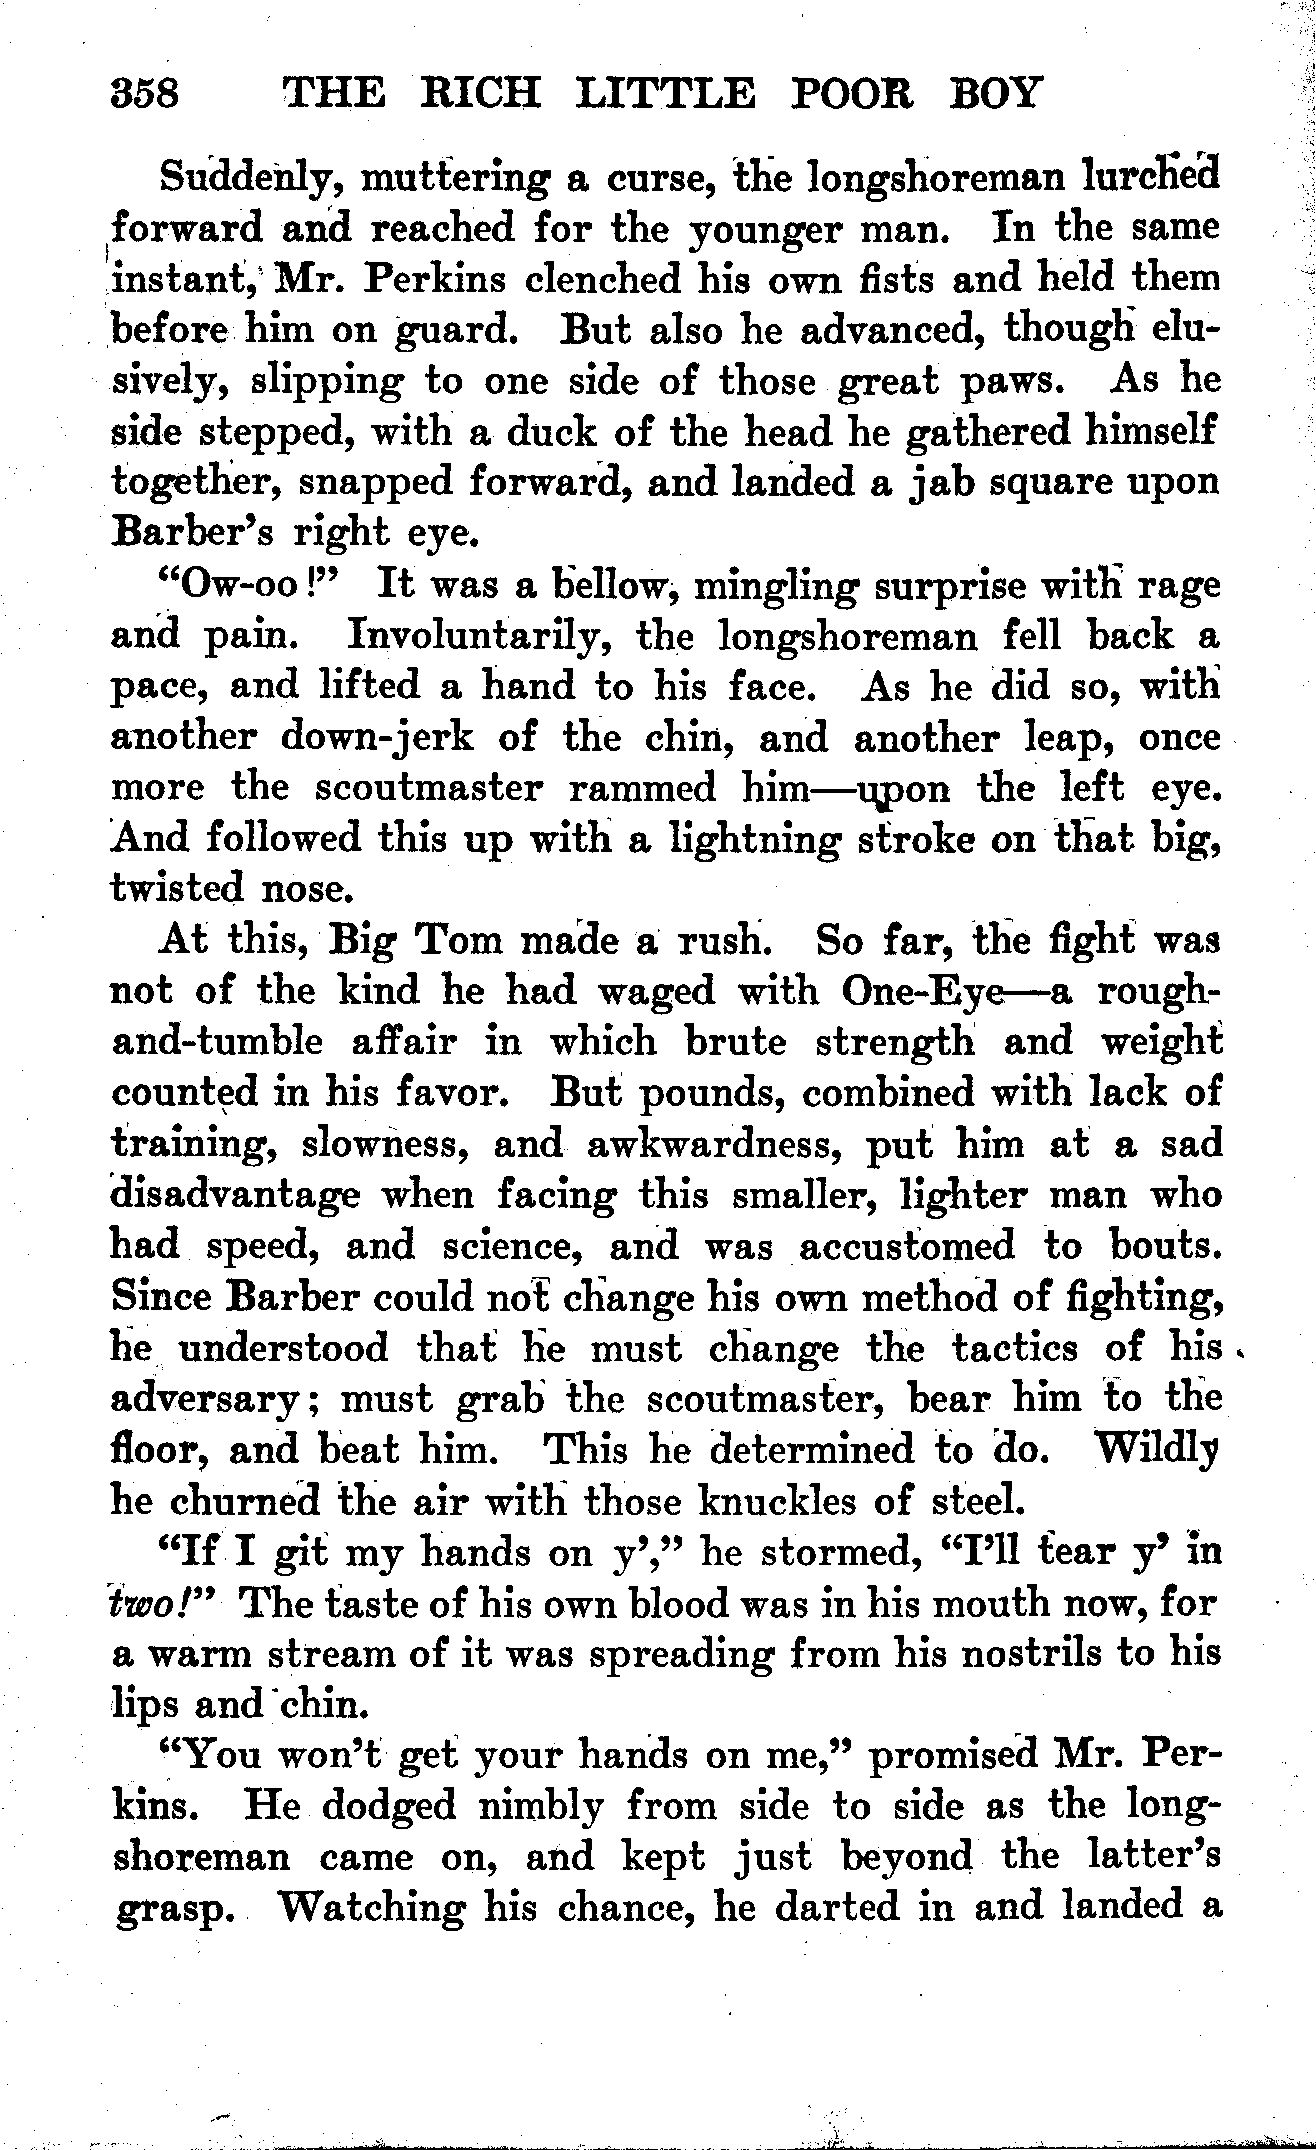 358 THE RICH LITTLE POOR BOY
Suddenly, muttering a curse, the longshoreman lurched
forward and reached for the younger man. In the same
instant, Mr. Perkins clenched his own fists and held them
before him on guard. But also he advanced, though elu-
sively, slipping to one side of those great paws. As he
side stepped, with a duck of the head he gathered himself
together, snapped forward, and landed a jab square upon
Barber's right eye.
"Ow-oo!" It was a bellow, mingling surprise with rage
and pain. Involuntarily, the longshoreman fell back a
pace, and lifted a hand to his face. As he did so, with
another down-jerk of the chin, and another leap, once
more the scoutmaster rammed him—upon the left eye.
And followed this up with a lightning stroke on that big,
twisted nose.
At this, Big Tom made a rush. So far, the fight was
not of the kind he had waged with One-Eye—a rough-
and-tumble affair in which brute strength and weight
counted in his favor. But pounds, combined with lack of
training, slowness, and awkwardness, put him at a sad
disadvantage when facing this smaller, lighter man who
had speed, and science, and was accustomed to bouts.
Since Barber could not change his own method of fighting,
he understood that he must change the tactics of his
adversary; must grab the scoutmaster, bear him to the
floor, and beat him. This he determined to do. Wildly
he churned the air with those knuckles of steel.
"If I git my hands on y'," he stormed, "I'll tear y' in
two!" The taste of his own blood was in his mouth now, for
a warm stream of it was spreading from his nostrils to his
lips and chin.
"You won't get your hands on me," promised Mr. Per-
kins. He dodged nimbly from side to side as the long-
shoreman came on, and kept just beyond the latter's
grasp. Watching his chance, he darted in and landed a